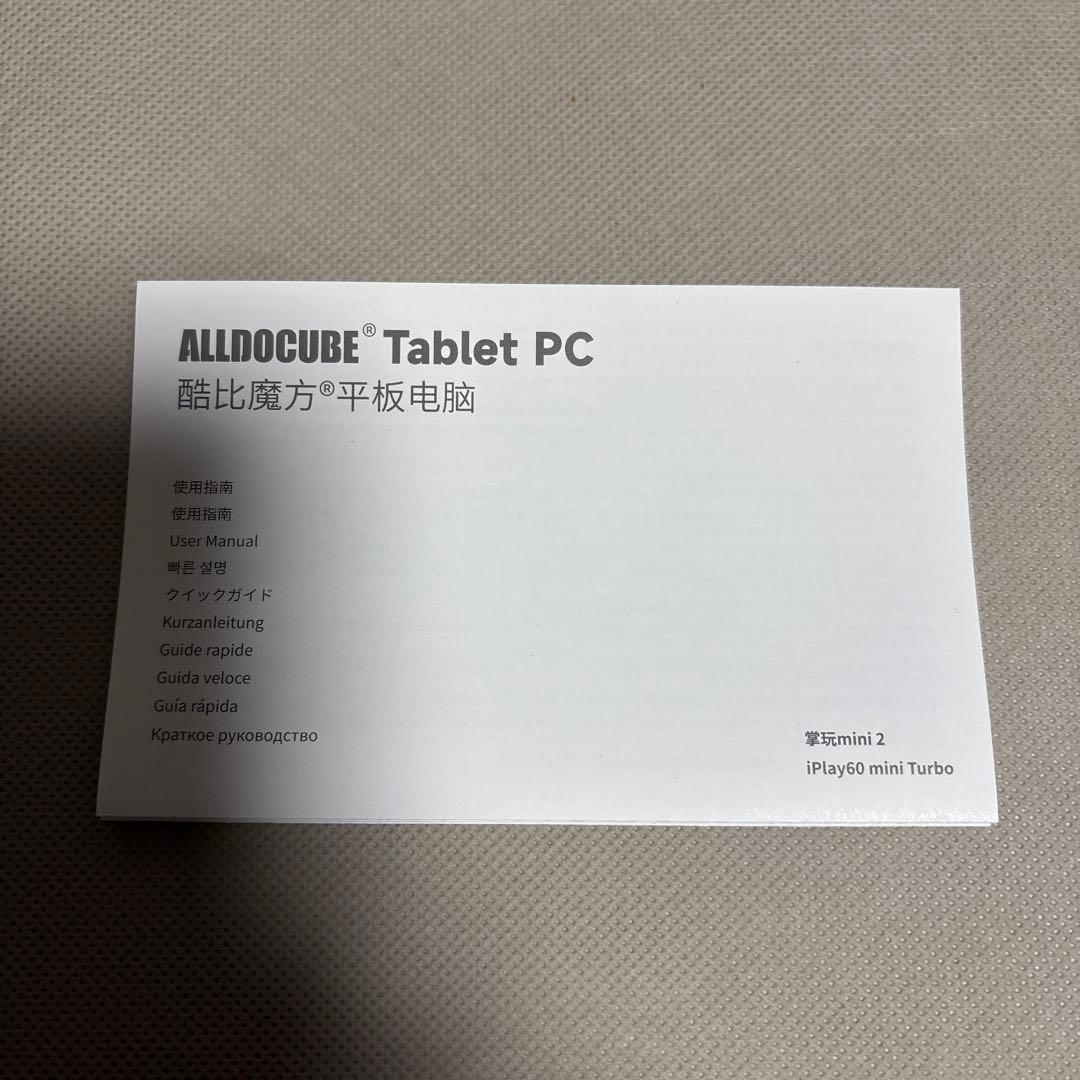 ALLDOCUBE® Tablet PC
酷比魔方®平板电脑
使用指南
使用指南
User Manual
빠른 설명
クイックガイド
Kurzanleitung
Guide rapide
Guida veloce
Guía rápida
Краткое руководство
掌玩mini 2
iPlay60 mini Turbo